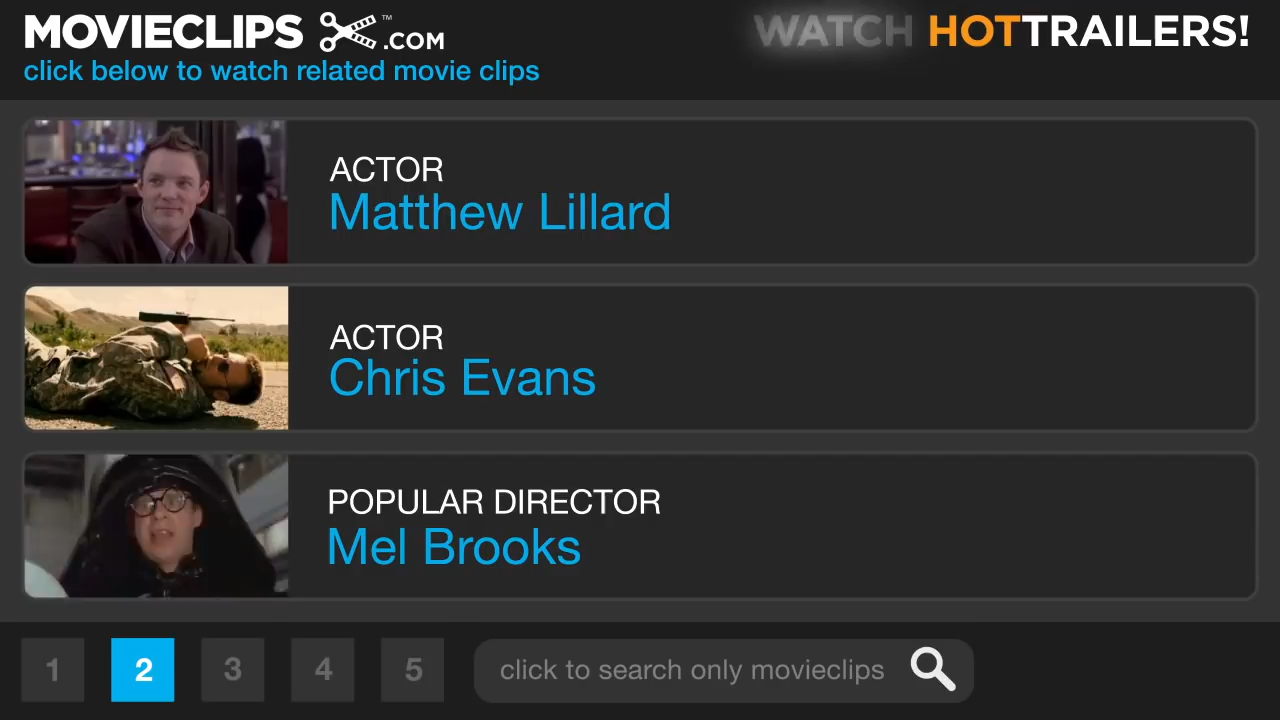 MOVIECLIPS ™ .COM
WATCH HOTTRAILERS!
click below to watch related movie clips
ACTOR
Matthew Lillard
ACTOR
Chris Evans
POPULAR DIRECTOR
Mel Brooks
1 2 3 4 5 click to search only movieclips